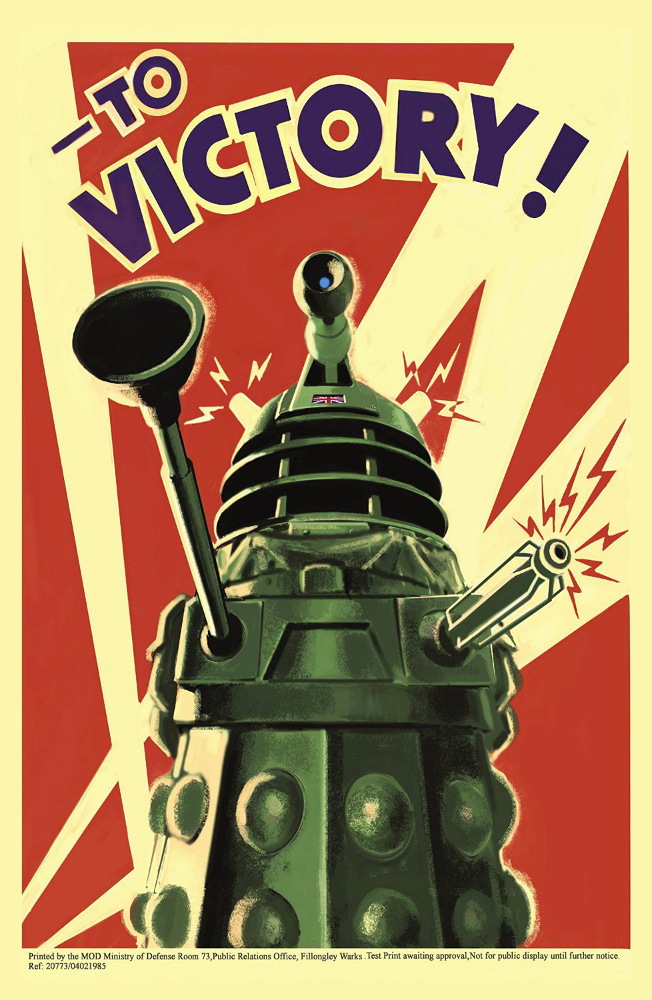 —TO
VICTORY!
Printed by the MOD Ministry of Defense Room 73,Public Relations Office, Fillongley Warks .Test Print awaiting approval,Not for public display until further notice.
Ref: 20773/04021985